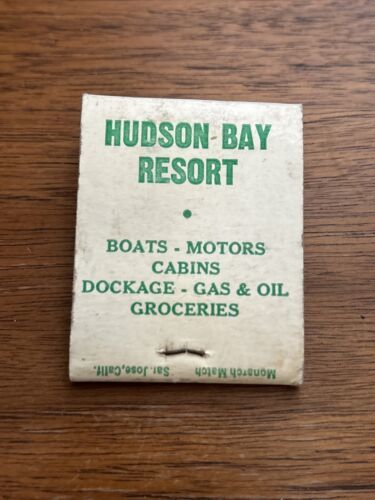 HUDSON BAY
RESORT
•
BOATS - MOTORS
CABINS
DOCKAGE - GAS & OIL
GROCERIES
Monarch Match San Jose, Calif.